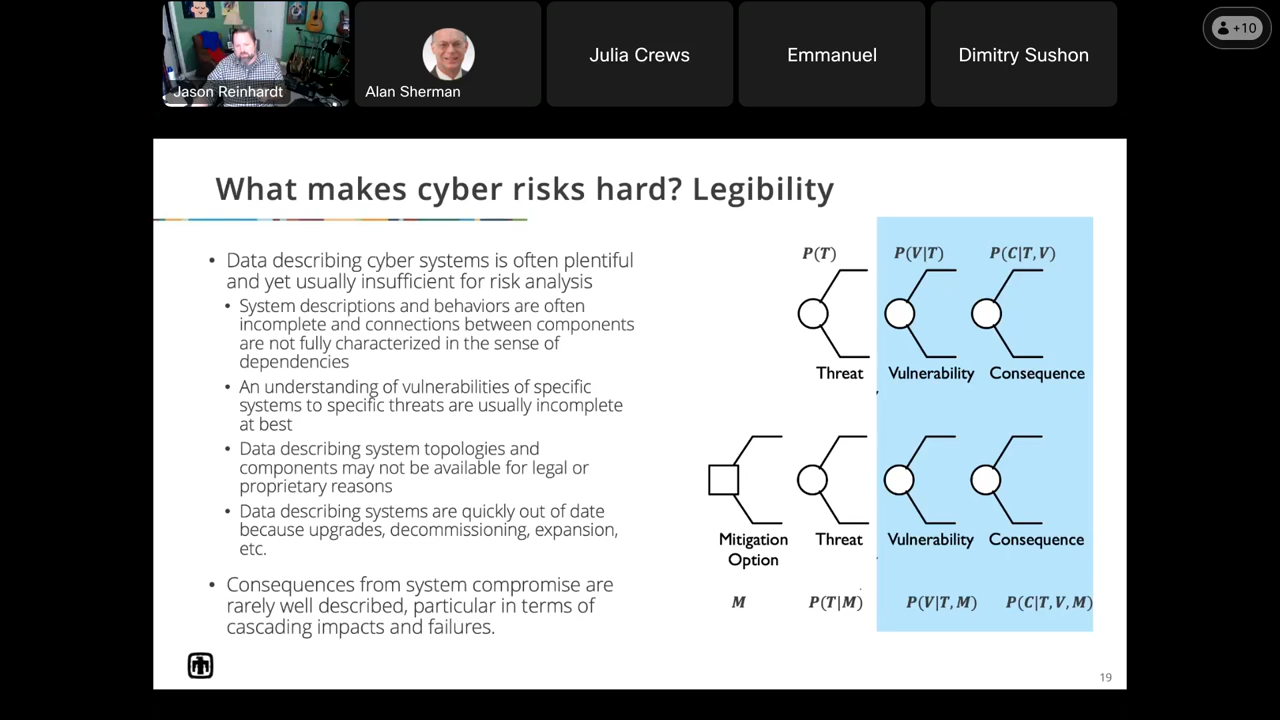 +10
Jason Reinhardt
Alan Sherman
Julia Crews
Emmanuel
Dimitry Sushon
What makes cyber risks hard? Legibility
• Data describing cyber systems is often plentiful
and yet usually insufficient for risk analysis
• System descriptions and behaviors are often
incomplete and connections between components
are not fully characterized in the sense of
dependencies
• An understanding of vulnerabilities of specific
systems to specific threats are usually incomplete
at best
• Data describing system topologies and
components may not be available for legal or
proprietary reasons
• Data describing systems are quickly out of date
because upgrades, decommissioning, expansion,
etc.
• Consequences from system compromise are
rarely well described, particular in terms of
cascading impacts and failures.
P(T) P(V|T) P(C|T,V)
Threat Vulnerability Consequence
Mitigation Option Threat Vulnerability Consequence
M P(T|M) P(V|T,M) P(C|T,V,M)
19